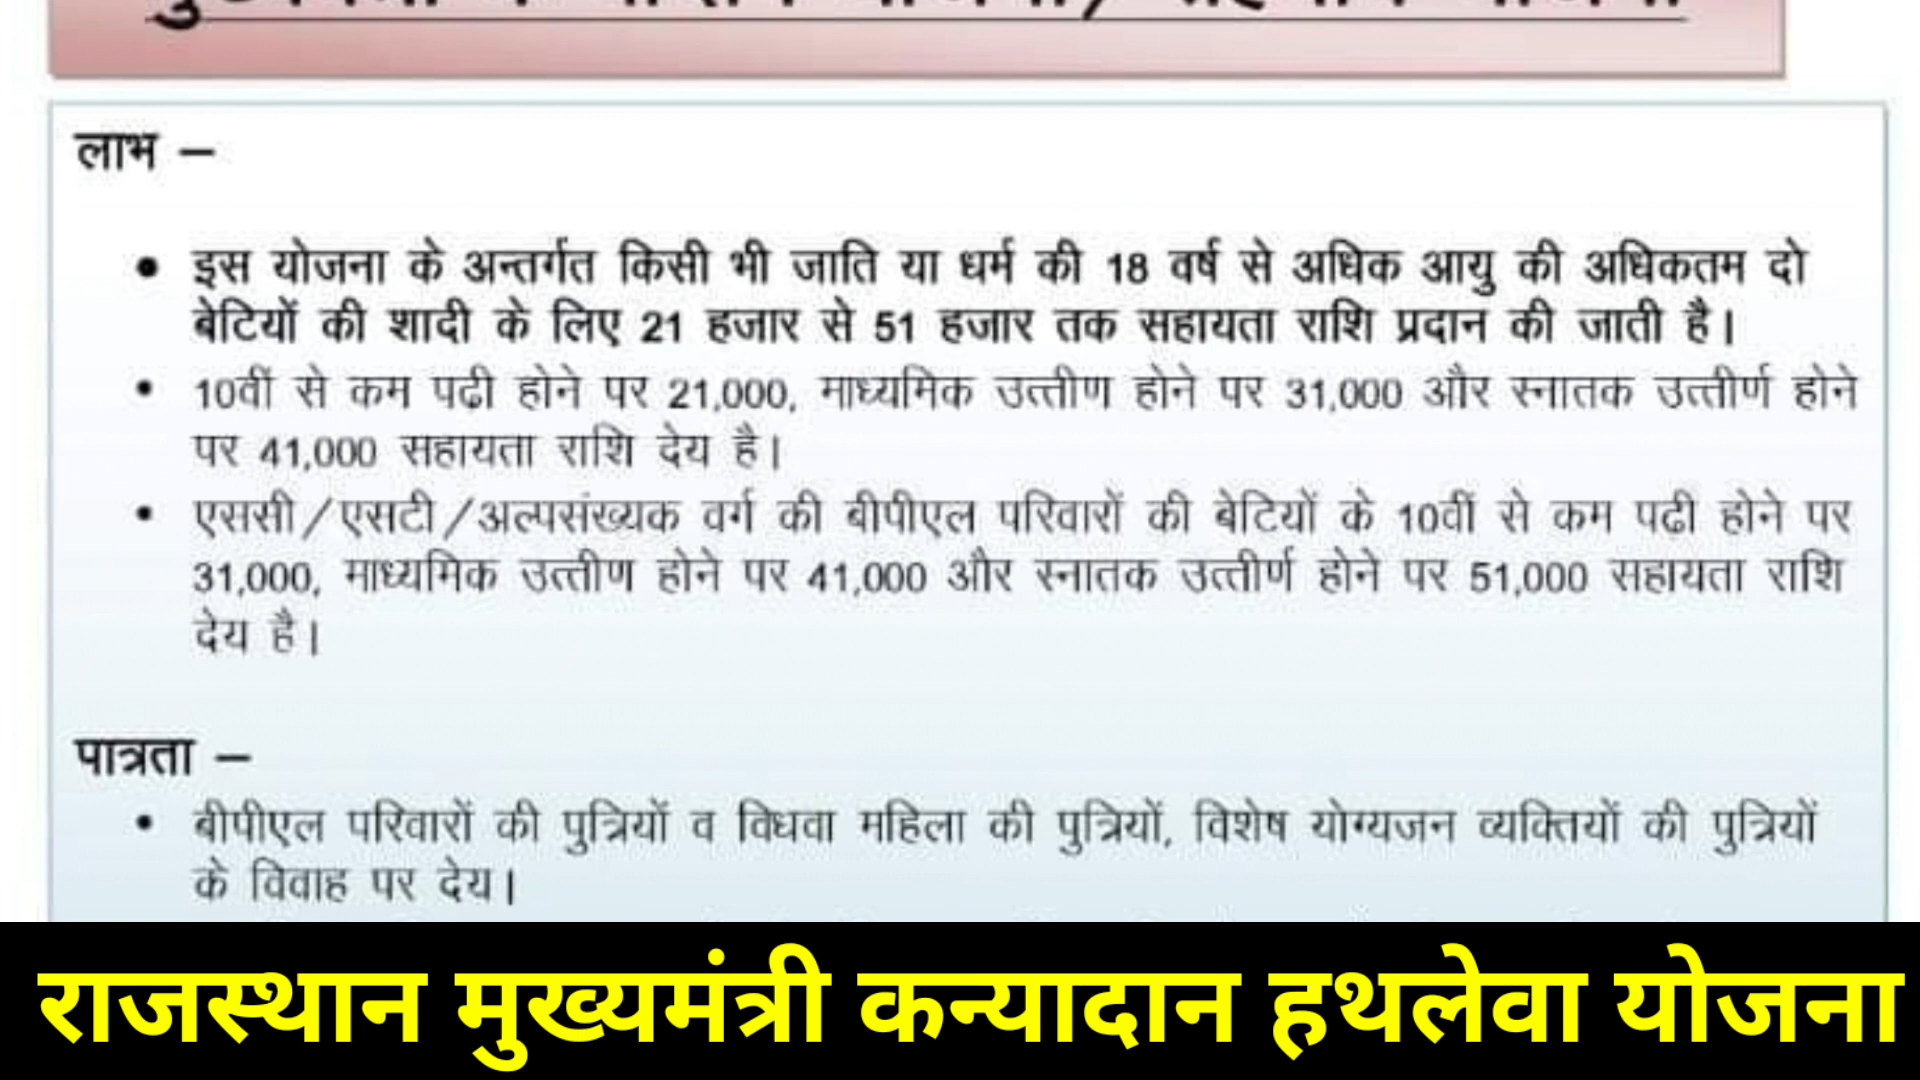 लाभ –
• इस योजना के अन्तर्गत किसी भी जाति या धर्म की 18 वर्ष से अधिक आयु की अधिकतम दो
बेटियों की शादी के लिए 21 हजार से 51 हजार तक सहायता राशि प्रदान की जाती है।
• 10वीं से कम पढी होने पर 21,000, माध्यमिक उत्तीण होने पर 31,000 और स्नातक उत्तीर्ण होने
पर 41,000 सहायता राशि देय है।
• एससी/एसटी/अल्पसंख्यक वर्ग की बीपीएल परिवारों की बेटियों के 10वीं से कम पढी होने पर
31,000, माध्यमिक उत्तीण होने पर 41,000 और स्नातक उत्तीर्ण होने पर 51,000 सहायता राशि
देय है।
पात्रता –
• बीपीएल परिवारों की पुत्रियों व विधवा महिला की पुत्रियों, विशेष योग्यजन व्यक्तियों की पुत्रियों
के विवाह पर देय।
राजस्थान मुख्यमंत्री कन्यादान हथलेवा योजना